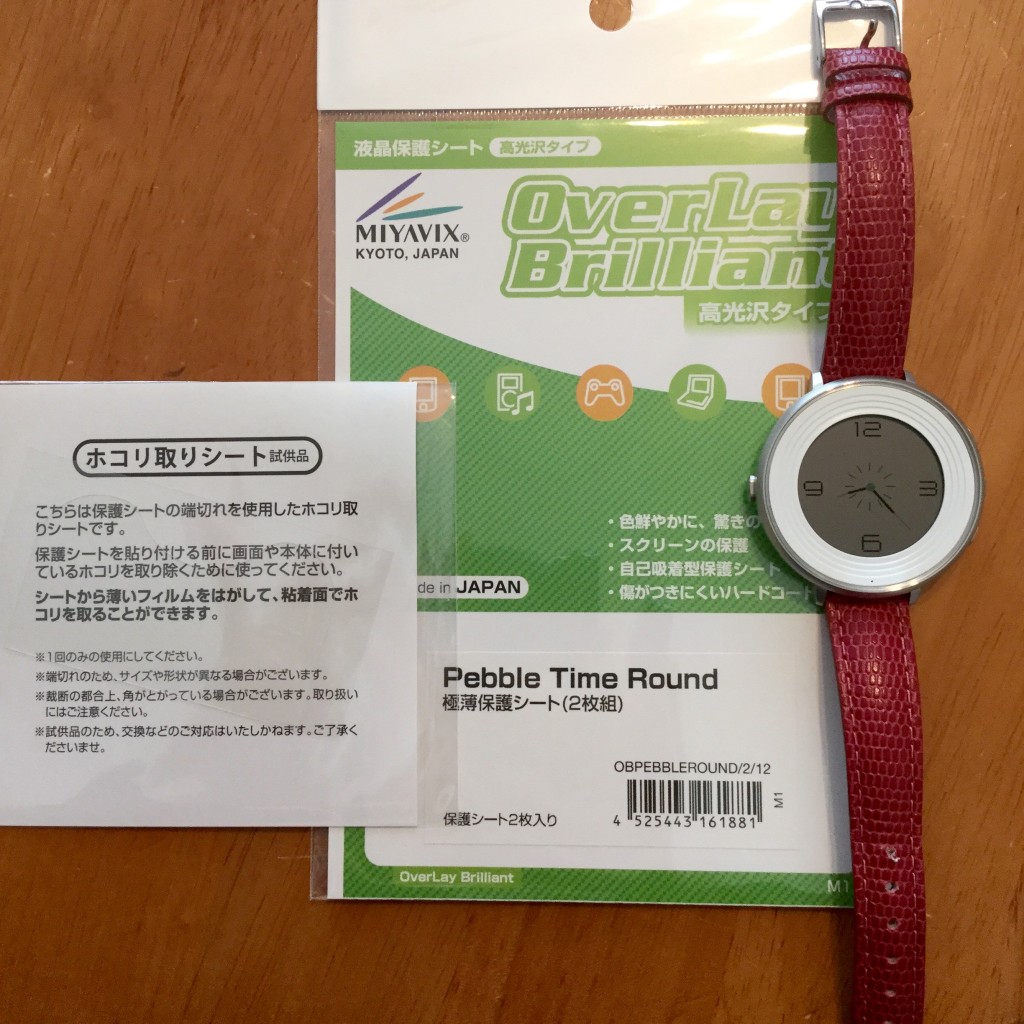 液晶保護シート 高光沢タイプ
MIYAVIX®
KYOTO, JAPAN
OverLay
Brilliant
高光沢タイプ
ホコリ取りシート 試供品
こちらは保護シートの端切れを使用したホコリ取
りシートです。
保護シートを貼り付ける前に画面や本体に付い
ているホコリを取り除くために使ってください。
シートから薄いフィルムをはがして、粘着面でホ
コリを取ることができます。
※1回のみの使用にしてください。
※端切れのため、サイズや形状が異なる場合がございます。
※裁断の都合上、角がとがっている場合がございます。取り扱い
にはご注意ください。
※試供品のため、交換などのご対応はいたしかねます。ご了承く
ださいませ。
・色鮮やかに、驚きの
・スクリーンの保護
・自己吸着型保護シート
・傷がつきにくいハードコート
de in JAPAN
Pebble Time Round
極薄保護シート(2枚組)
OBPEBBLEROUND/2/12
M1
4 525443 161881
保護シート2枚入り
OverLay Brilliant
M1
12
9 3
6